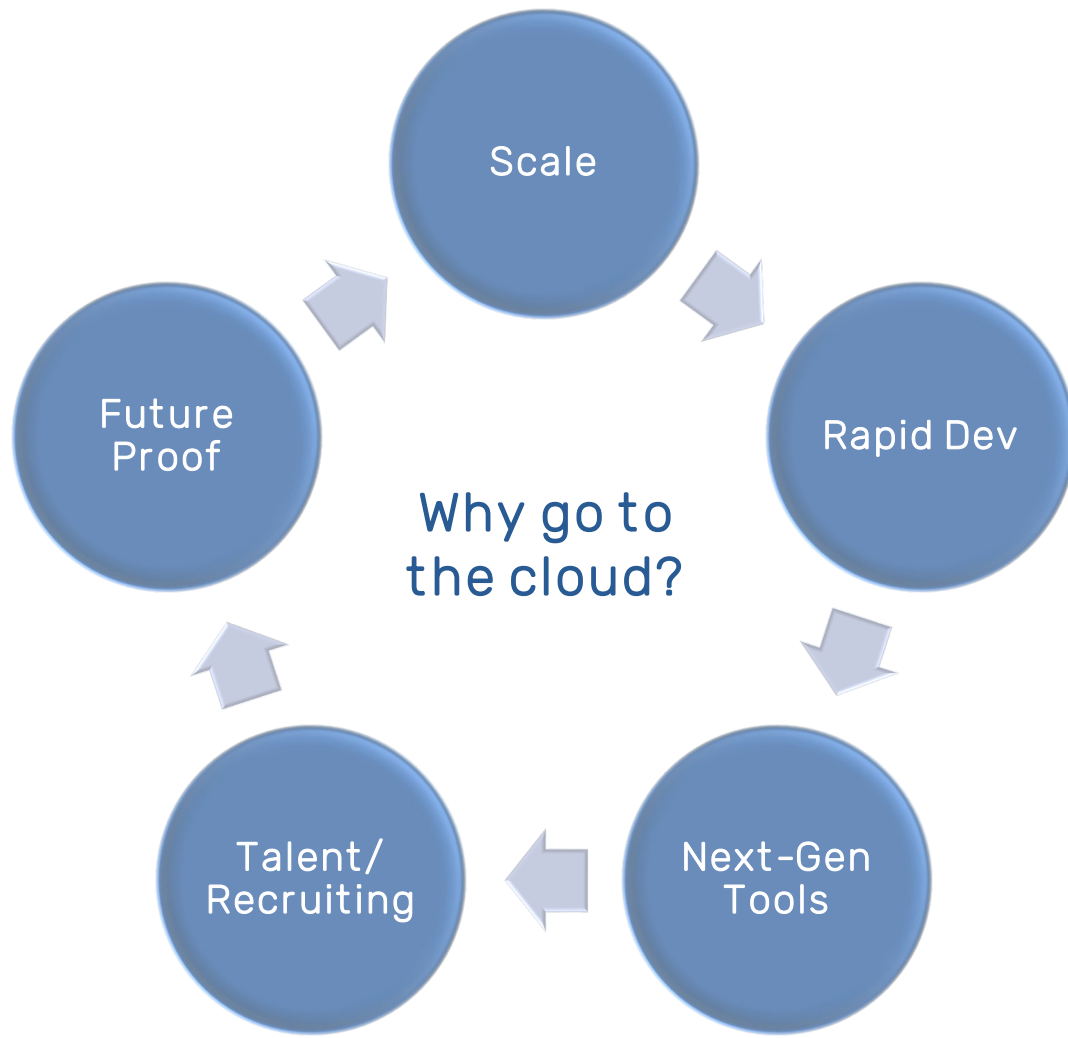 Scale
Rapid Dev
Next-Gen
Tools
Talent/
Recruiting
Future
Proof
Why go to
the cloud?